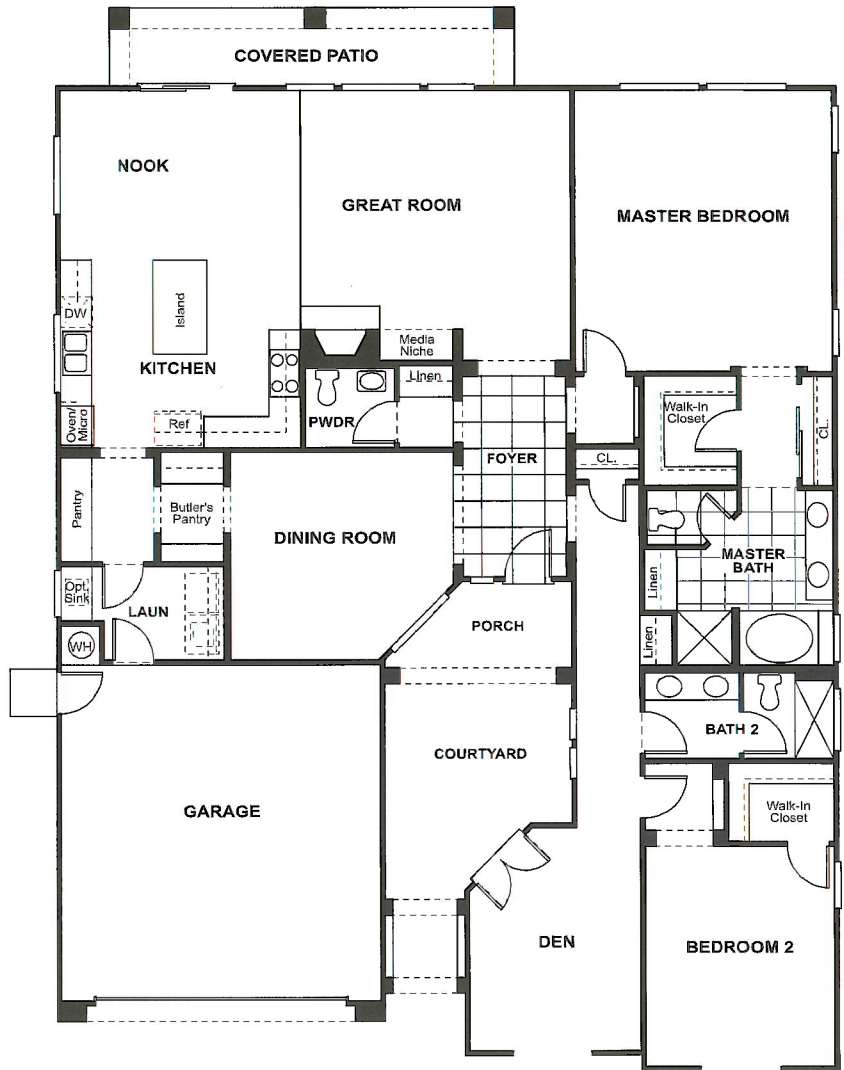 COVERED PATIO
NOOK
GREAT ROOM
MASTER BEDROOM
DW
Island
KITCHEN
Media
Niche
Oven/
Micro
Ref
PWDR
Linen
FOYER
Walk-In
Closet
CL.
CL.
Pantry
Butler's
Pantry
DINING ROOM
MASTER
BATH
Linen
Opt.
Sink
LAUN
WH
PORCH
Linen
BATH 2
COURTYARD
GARAGE
Walk-In
Closet
DEN
BEDROOM 2